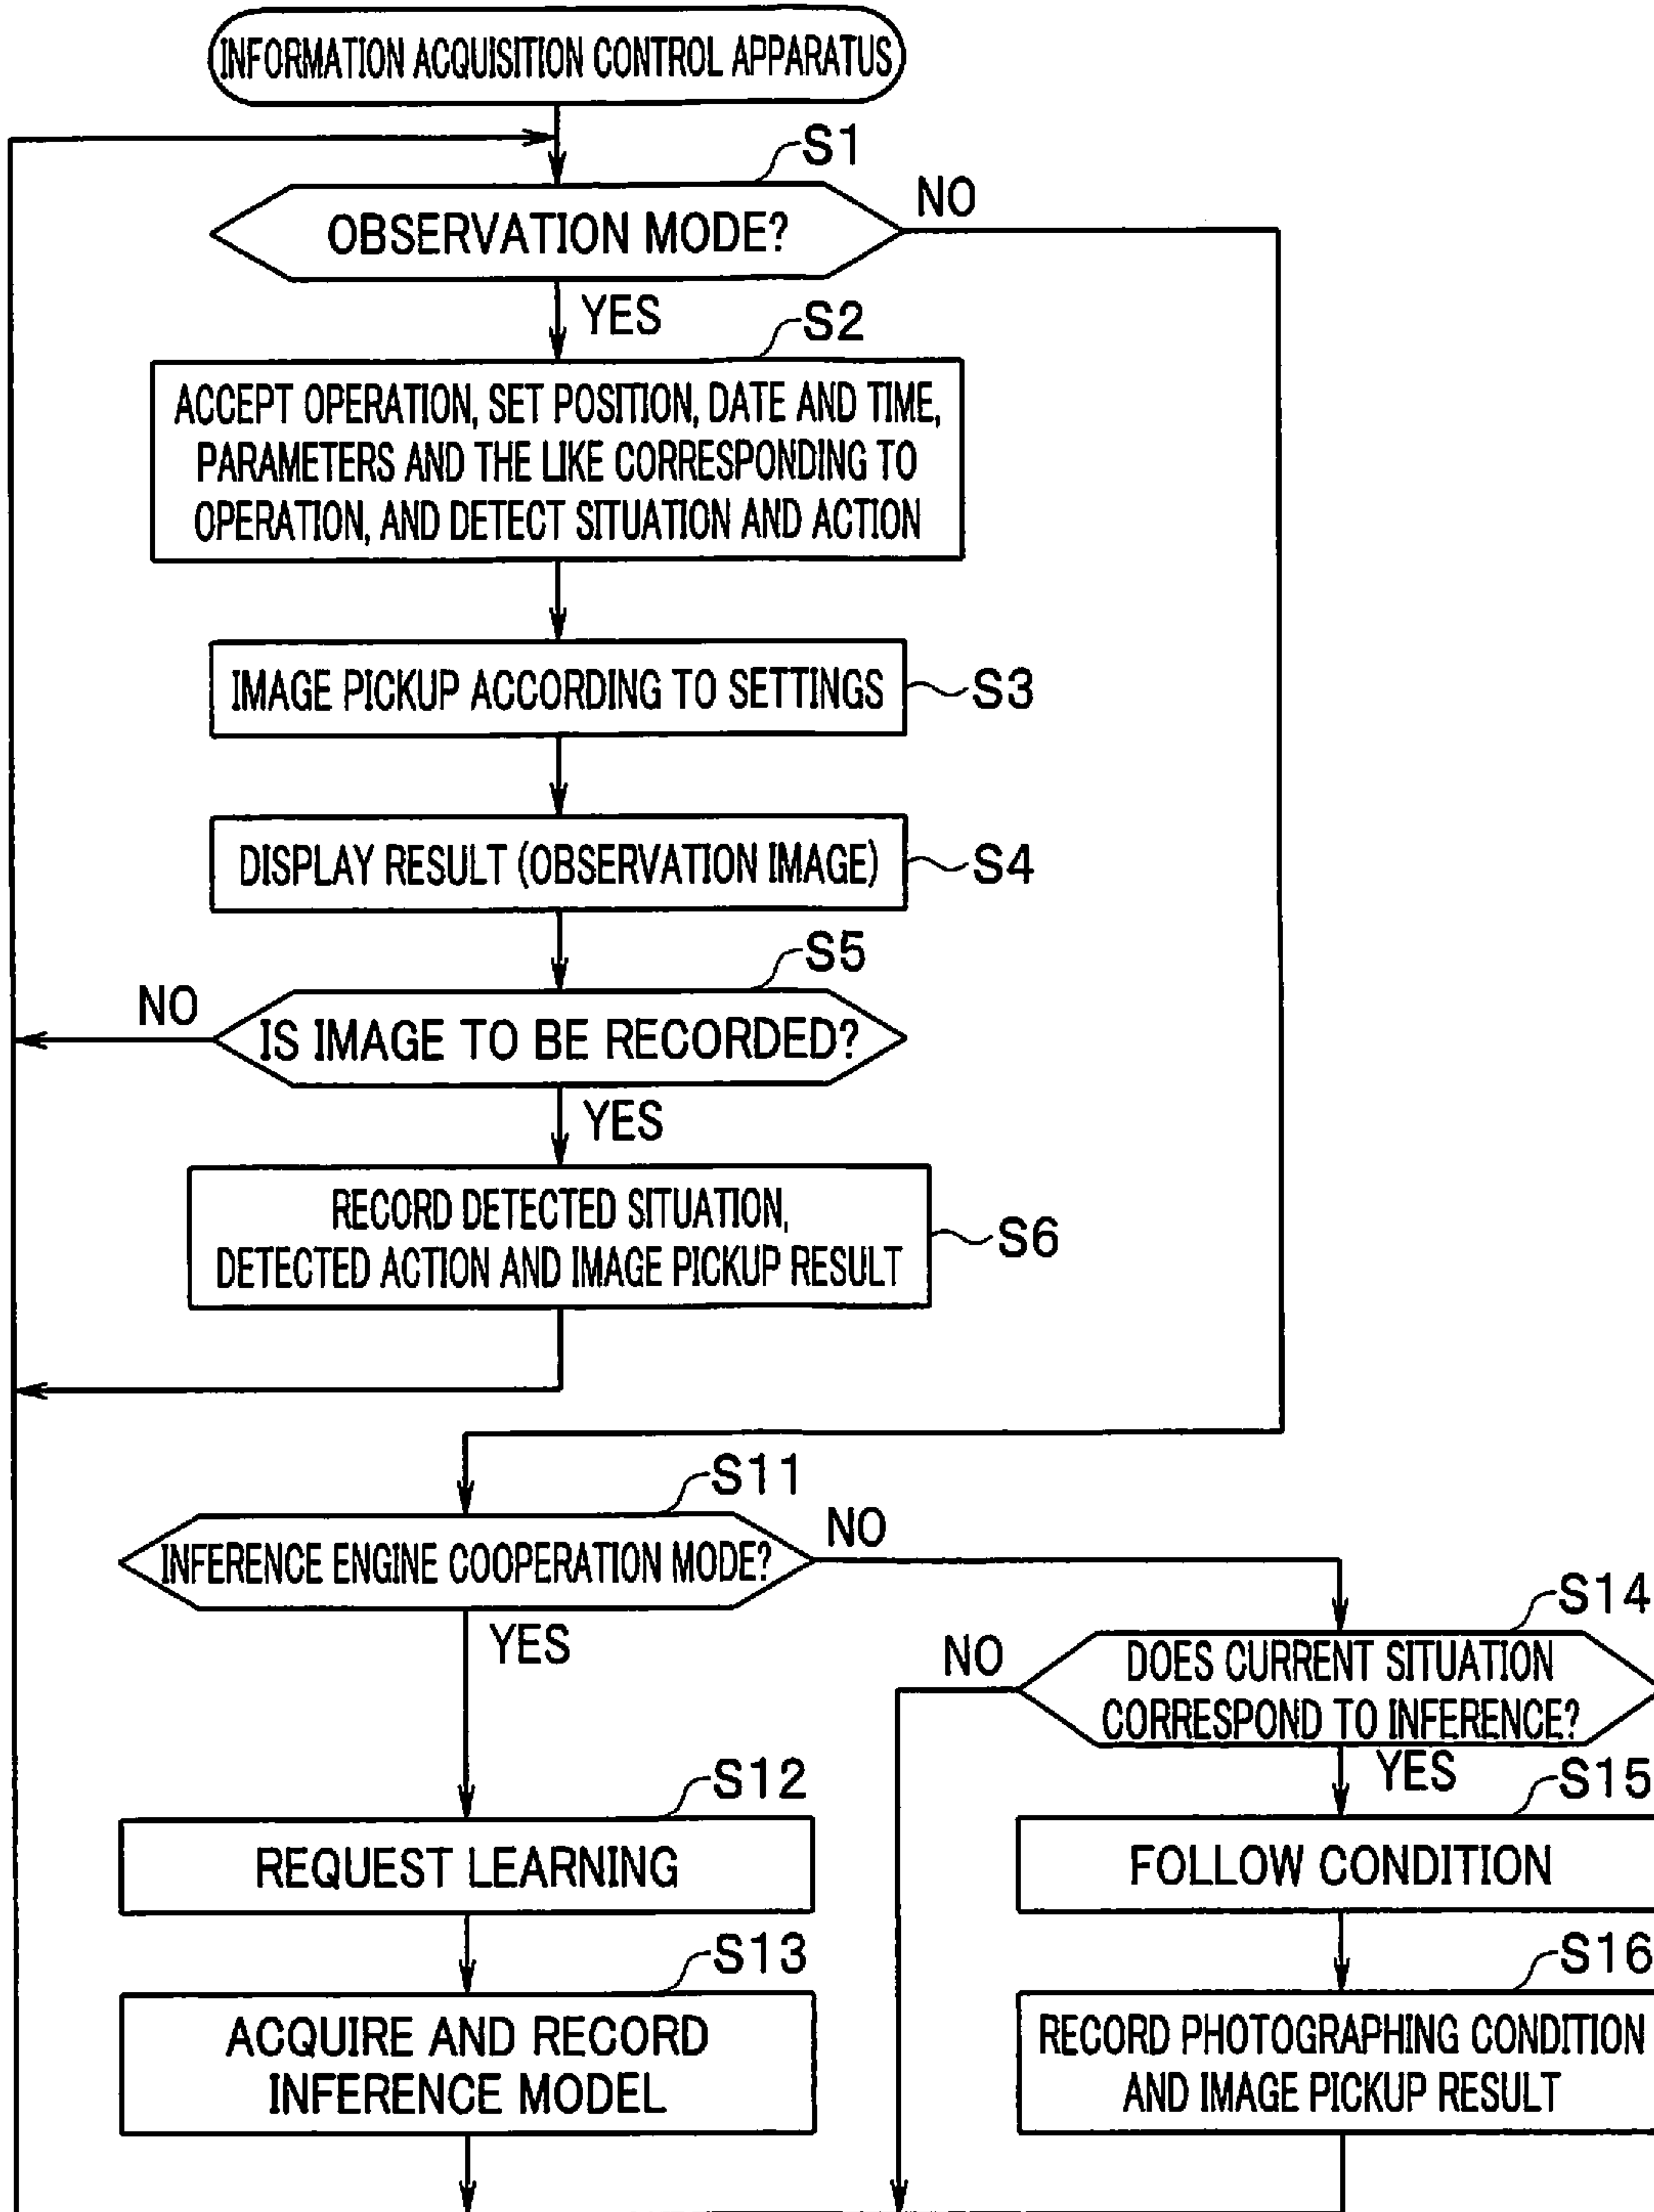 INFORMATION ACQUISITION CONTROL APPARATUS
S1
OBSERVATION MODE?
NO
YES
S2
ACCEPT OPERATION, SET POSITION, DATE AND TIME,
PARAMETERS AND THE LIKE CORRESPONDING TO
OPERATION, AND DETECT SITUATION AND ACTION
IMAGE PICKUP ACCORDING TO SETTINGS
S3
DISPLAY RESULT (OBSERVATION IMAGE)
S4
S5
NO
IS IMAGE TO BE RECORDED?
YES
RECORD DETECTED SITUATION,
DETECTED ACTION AND IMAGE PICKUP RESULT
S6
S11
INFERENCE ENGINE COOPERATION MODE?
NO
YES
S12
REQUEST LEARNING
S13
ACQUIRE AND RECORD
INFERENCE MODEL
S14
NO
DOES CURRENT SITUATION
CORRESPOND TO INFERENCE?
YES
S15
FOLLOW CONDITION
S16
RECORD PHOTOGRAPHING CONDITION
AND IMAGE PICKUP RESULT